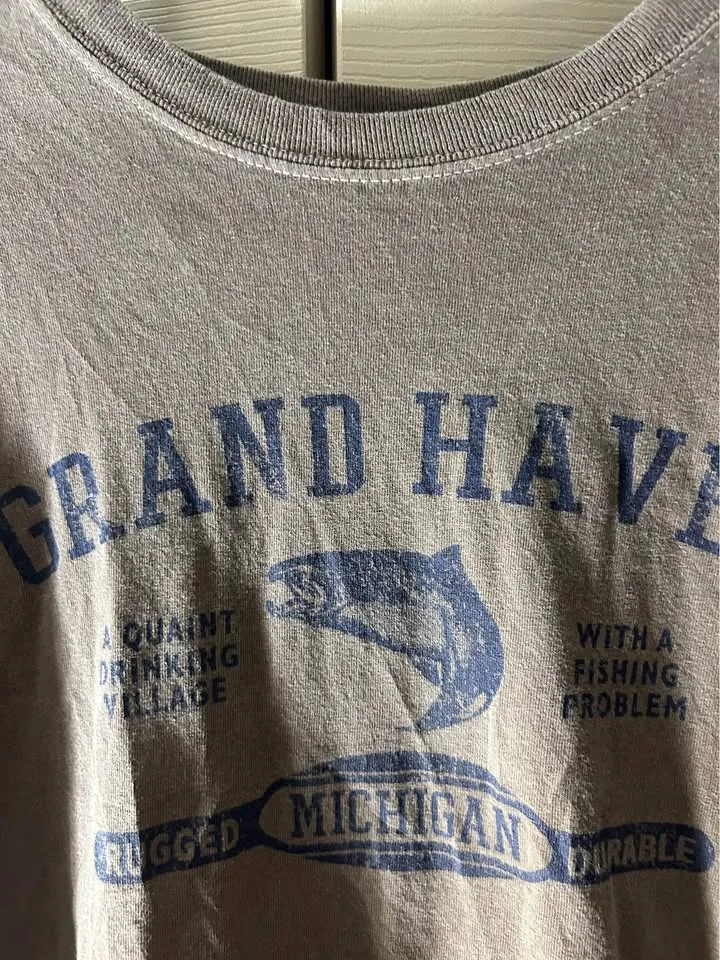 GRAND HAVE
A QUAINT
DRINKING
VILLAGE
WITH A
FISHING
PROBLEM
MICHIGAN
RUGGED
DURABLE